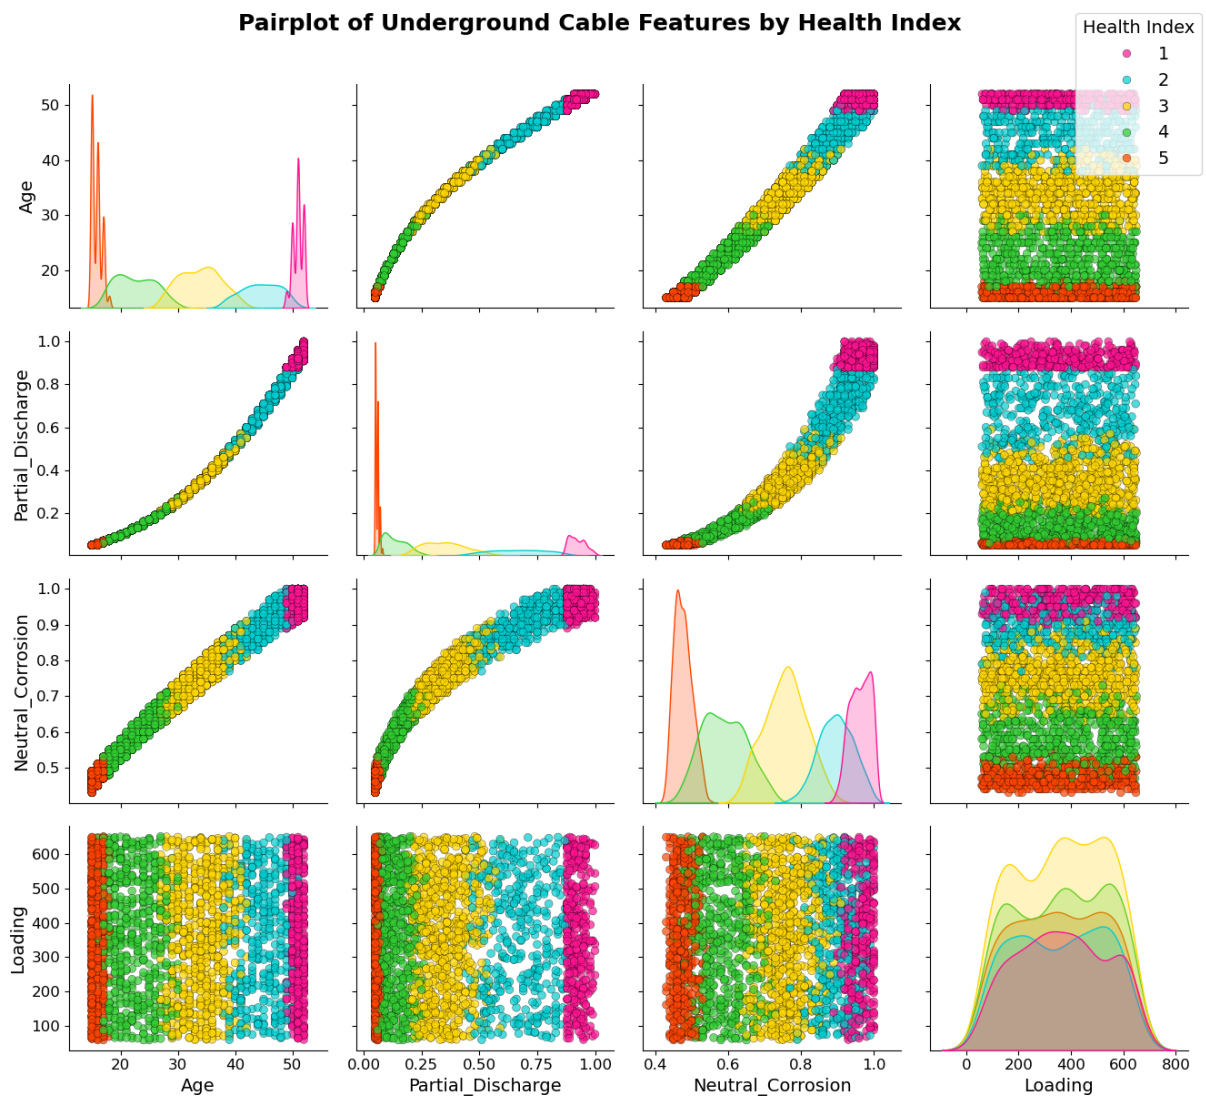 Pairplot of Underground Cable Features by Health Index
Health Index
1
2
3
4
5
50
40
30
20
Age
1.0
0.8
0.6
0.4
0.2
Partial_Discharge
1.0
0.9
0.8
0.7
0.6
0.5
Neutral_Corrosion
600
500
400
300
200
100
Loading
20 30 40 50
Age
0.00 0.25 0.50 0.75 1.00
Partial_Discharge
0.4 0.6 0.8 1.0
Neutral_Corrosion
0 200 400 600 800
Loading